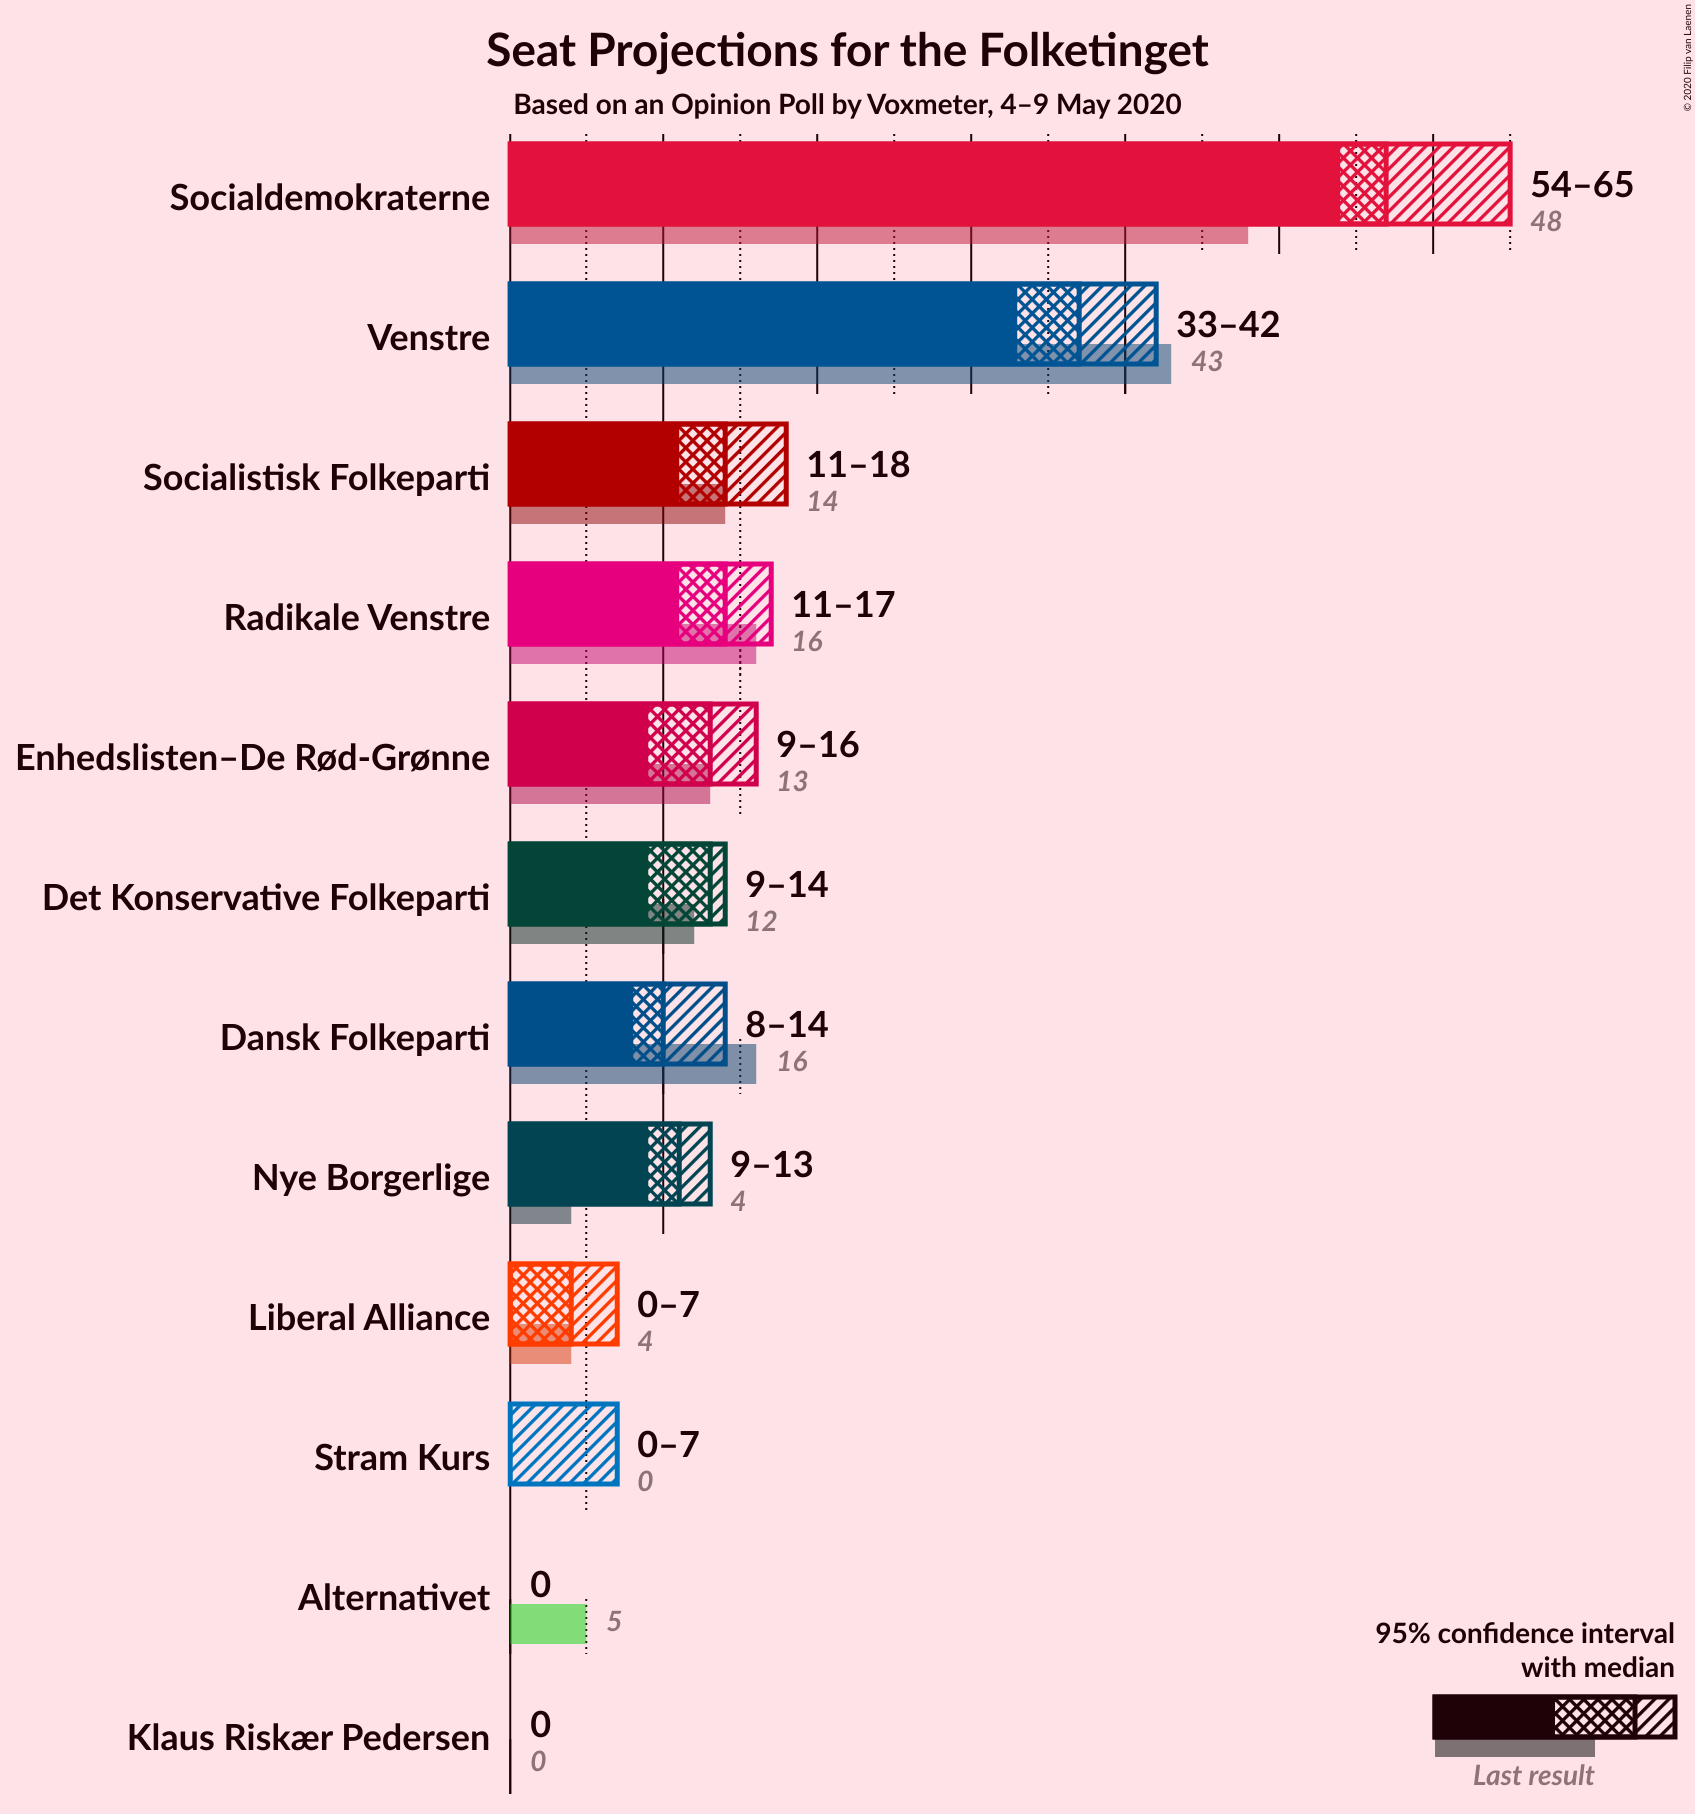 Seat Projections for the Folketinget
Based on an Opinion Poll by Voxmeter, 4–9 May 2020
© 2020 Filip van Laenen
Socialdemokraterne
54–65
48
Venstre
33–42
43
Socialistisk Folkeparti
11–18
14
Radikale Venstre
11–17
16
Enhedslisten–De Rød-Grønne
9–16
13
Det Konservative Folkeparti
9–14
12
Dansk Folkeparti
8–14
16
Nye Borgerlige
9–13
4
Liberal Alliance
0–7
4
Stram Kurs
0–7
0
Alternativet
0
5
Klaus Riskær Pedersen
0
0
95% confidence interval
with median
Last result